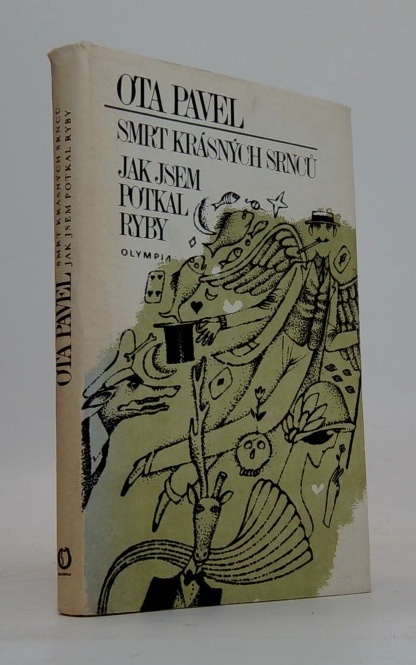 OTA PAVEL
SMRT KRÁSNÝCH SRNCŮ
JAK JSEM
POTKAL
RYBY
OLYMPIA
OTA PAVEL
SMRT KRÁSNÝCH SRNCŮ
JAK JSEM POTKAL RYBY
OLYMPIA